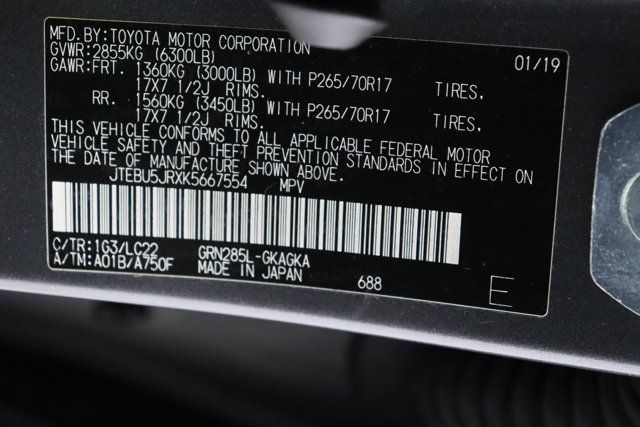 MFD.BY:TOYOTA MOTOR CORPORATION 01/19
GVWR:2855KG (6300LB)
GAWR:FRT. 1360KG (3000LB) WITH P265/70R17 TIRES,
17X7 1/2J RIMS.
RR. 1560KG (3450LB) WITH P265/70R17 TIRES,
17X7 1/2J RIMS.
THIS VEHICLE CONFORMS TO ALL APPLICABLE FEDERAL MOTOR
VEHICLE SAFETY AND THEFT PREVENTION STANDARDS IN EFFECT ON
THE DATE OF MANUFACTURE SHOWN ABOVE.
JTEBU5JRXK5667554 MPV
C/TR:1G3/LC22 GRN285L-GKAGKA
A/TM:A01B/A750F MADE IN JAPAN 688 E